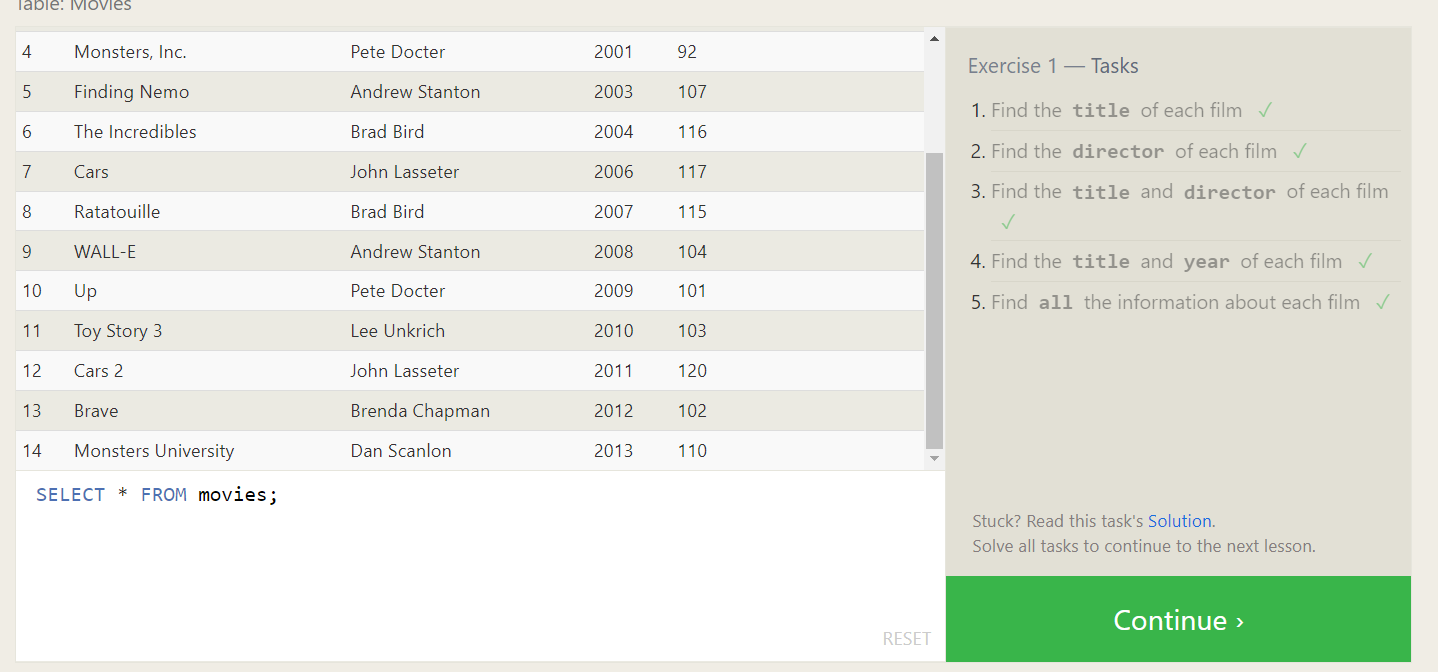 Table: Movies
4 Monsters, Inc. Pete Docter 2001 92
5 Finding Nemo Andrew Stanton 2003 107
6 The Incredibles Brad Bird 2004 116
7 Cars John Lasseter 2006 117
8 Ratatouille Brad Bird 2007 115
9 WALL-E Andrew Stanton 2008 104
10 Up Pete Docter 2009 101
11 Toy Story 3 Lee Unkrich 2010 103
12 Cars 2 John Lasseter 2011 120
13 Brave Brenda Chapman 2012 102
14 Monsters University Dan Scanlon 2013 110
SELECT * FROM movies;
RESET
Exercise 1 — Tasks
1. Find the title of each film ✓
2. Find the director of each film ✓
3. Find the title and director of each film
✓
4. Find the title and year of each film ✓
5. Find all the information about each film ✓
Stuck? Read this task's Solution.
Solve all tasks to continue to the next lesson.
Continue ›